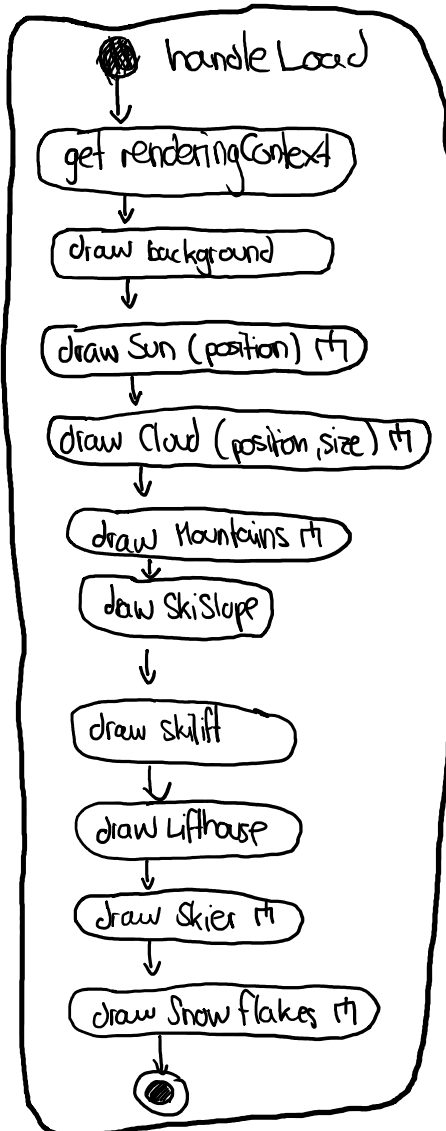 handleLoad
get renderingContext
draw background
draw Sun (position)
draw Cloud (position, size)
draw Mountains
draw SkiSlope
draw Skilift
draw Lifthouse
draw Skier
draw Snowflakes